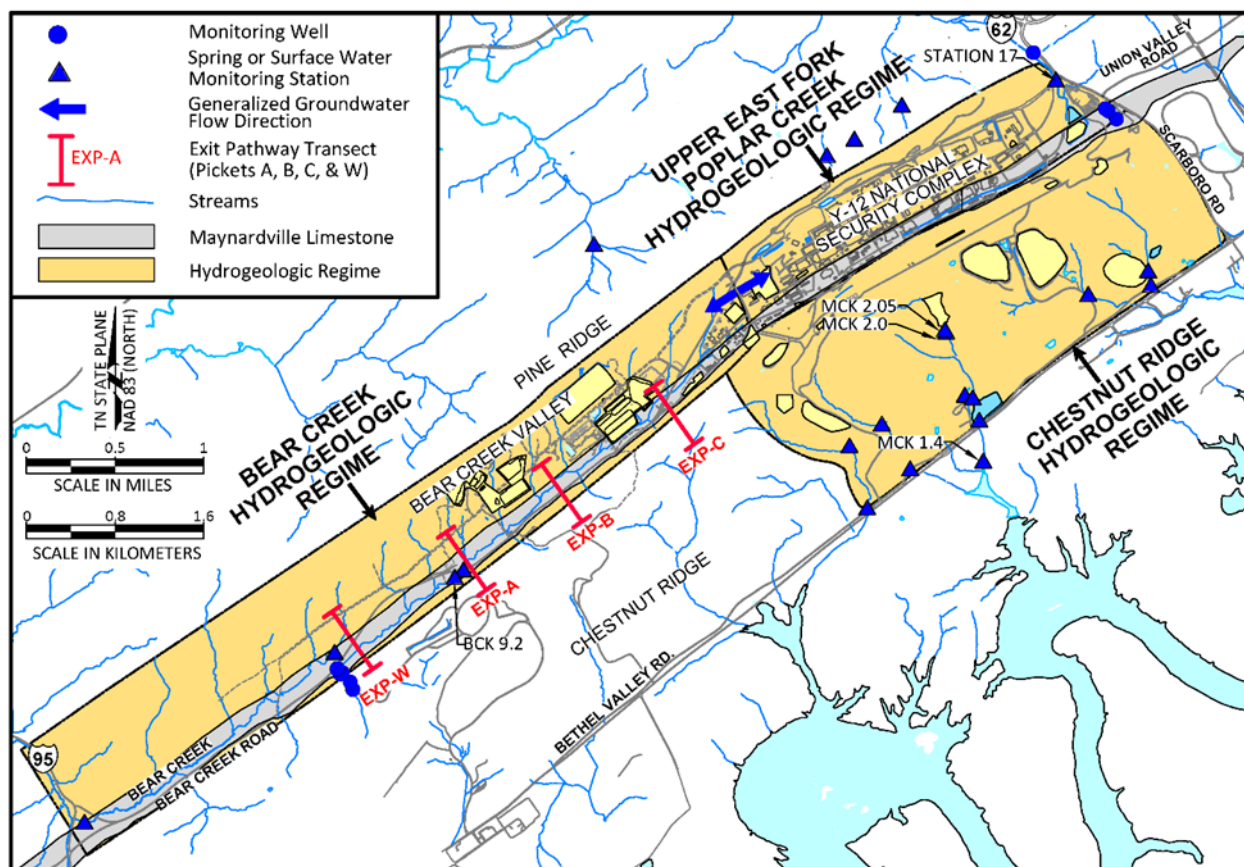 Monitoring Well
Spring or Surface Water
Monitoring Station
Generalized Groundwater
Flow Direction
EXP-A
Exit Pathway Transect
(Pickets A, B, C, & W)
Streams
Maynardville Limestone
Hydrogeologic Regime
TN STATE PLANE
NAD 83 (NORTH)
0 0.5 1
SCALE IN MILES
0 0.8 1.6
SCALE IN KILOMETERS
62
STATION 17
UNION VALLEY
ROAD
SCARBORO RD
UPPER EAST FORK
POPLAR CREEK
HYDROGEOLOGIC REGIME
Y-12 NATIONAL
SECURITY COMPLEX
PINE RIDGE
MCK 2.05
MCK 2.0
BEAR CREEK
HYDROGEOLOGIC
REGIME
BEAR CREEK VALLEY
CHESTNUT RIDGE
HYDROGEOLOGIC
REGIME
MCK 1.4
EXP-C
EXP-B
EXP-A
EXP-W
BCK 9.2
CHESTNUT RIDGE
BETHEL VALLEY RD.
BEAR CREEK
BEAR CREEK ROAD
95